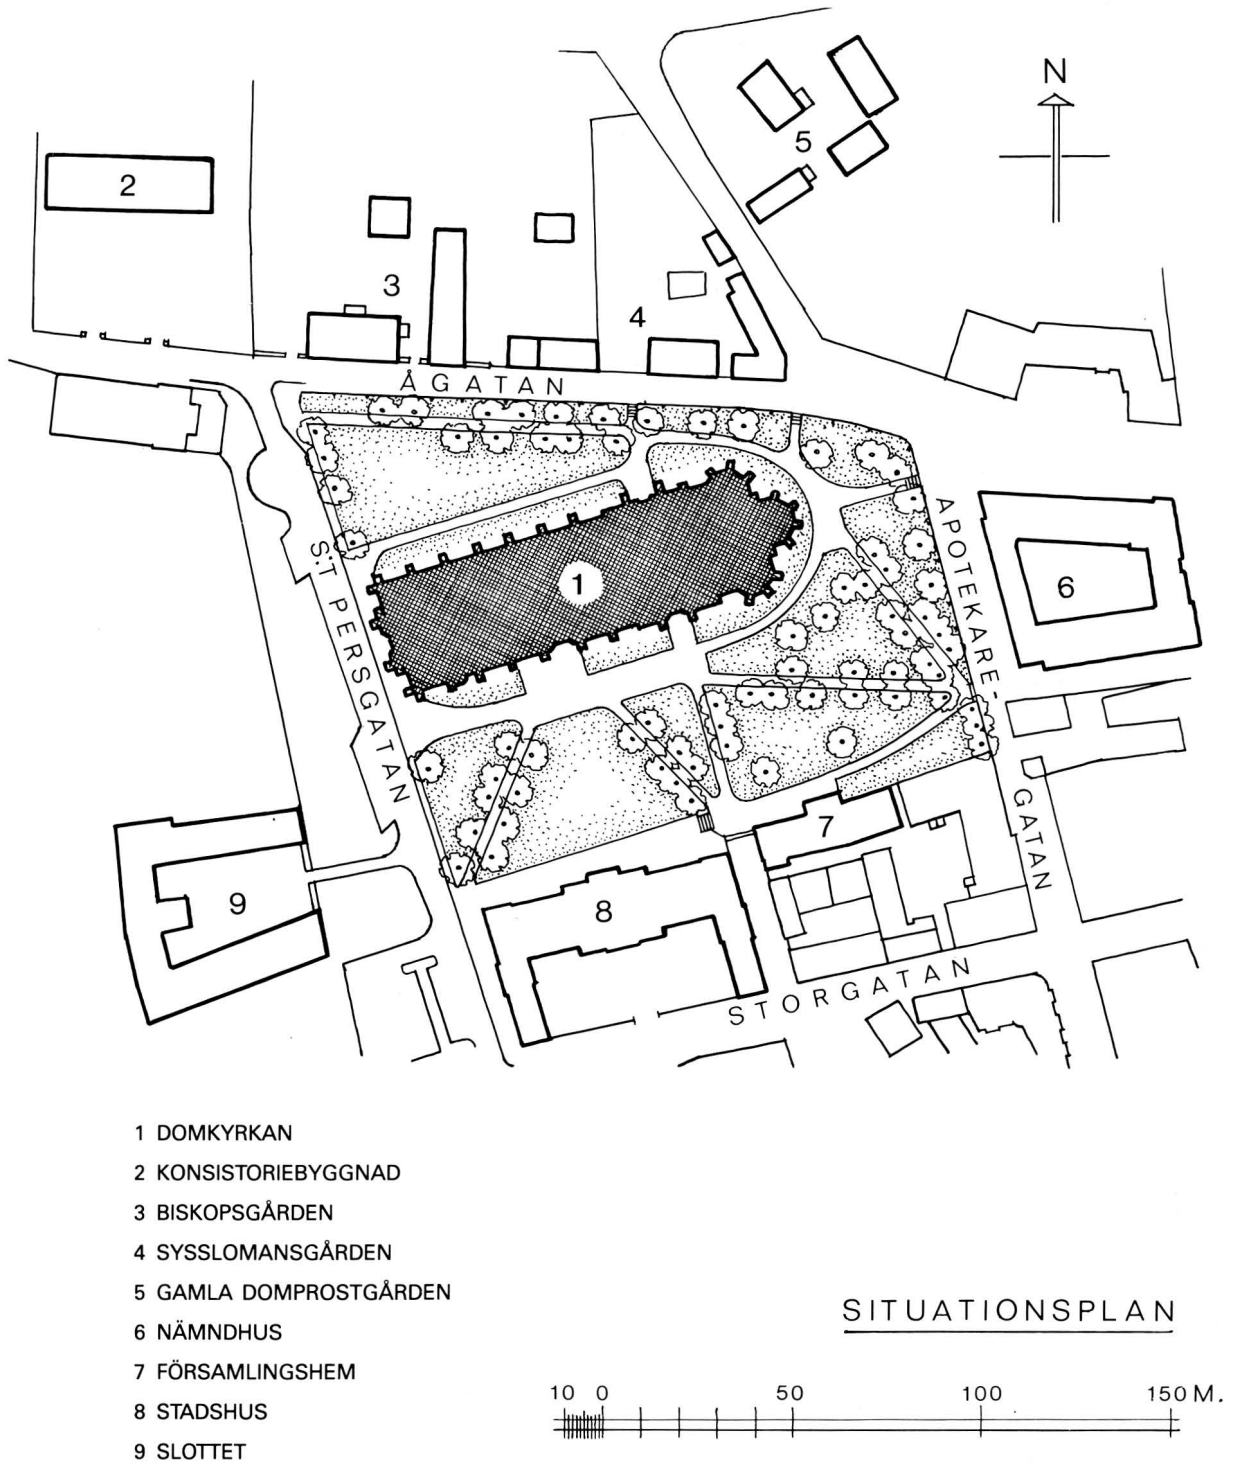 N
2
5
3
4
ÅGATAN
S:T PERSGATAN
1
APOTEKARE-
GATAN
6
7
8
9
STORGATAN
1 DOMKYRKAN
2 KONSISTORIEBYGGNAD
3 BISKOPSGÅRDEN
4 SYSSLOMANSGÅRDEN
5 GAMLA DOMPROSTGÅRDEN
6 NÄMNDHUS
7 FÖRSAMLINGSHEM
8 STADSHUS
9 SLOTTET
SITUATIONSPLAN
10 0 50 100 150 M.